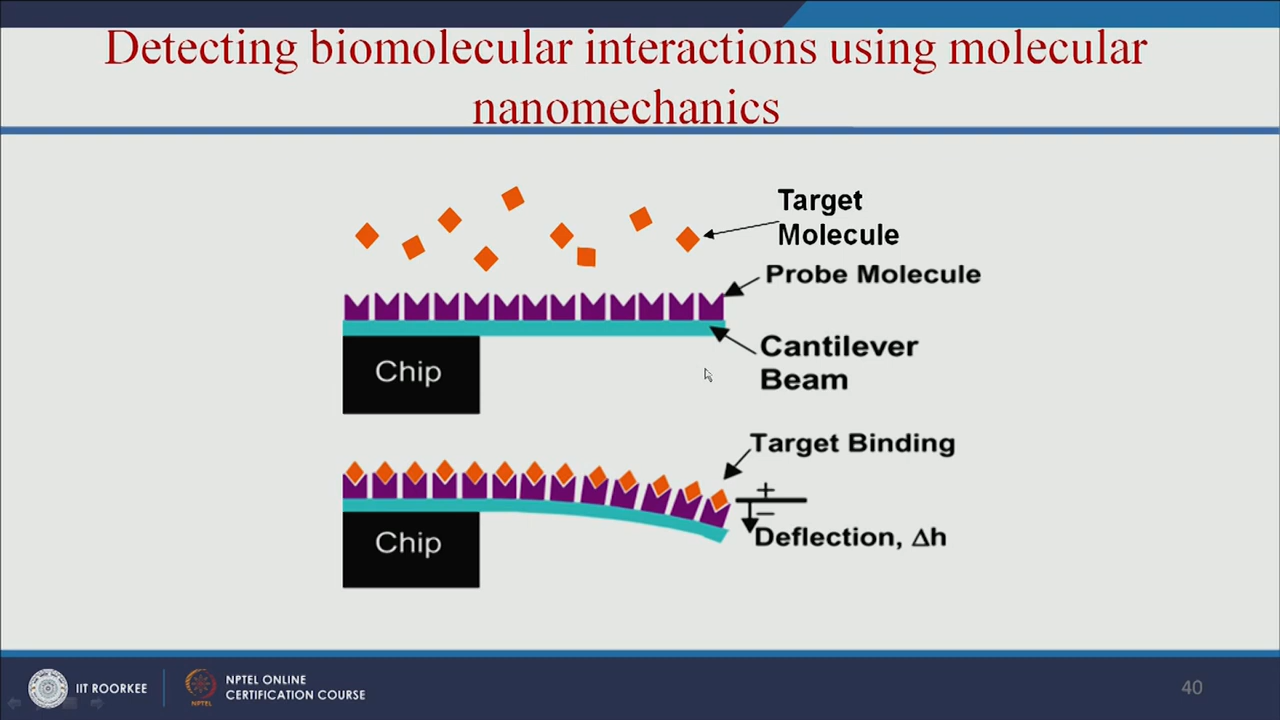 Detecting biomolecular interactions using molecular
nanomechanics
Target
Molecule
Probe Molecule
Cantilever
Beam
Chip
Target Binding
+
−
Deflection, Δh
Chip
IIT ROORKEE
NPTEL
NPTEL ONLINE
CERTIFICATION COURSE
40